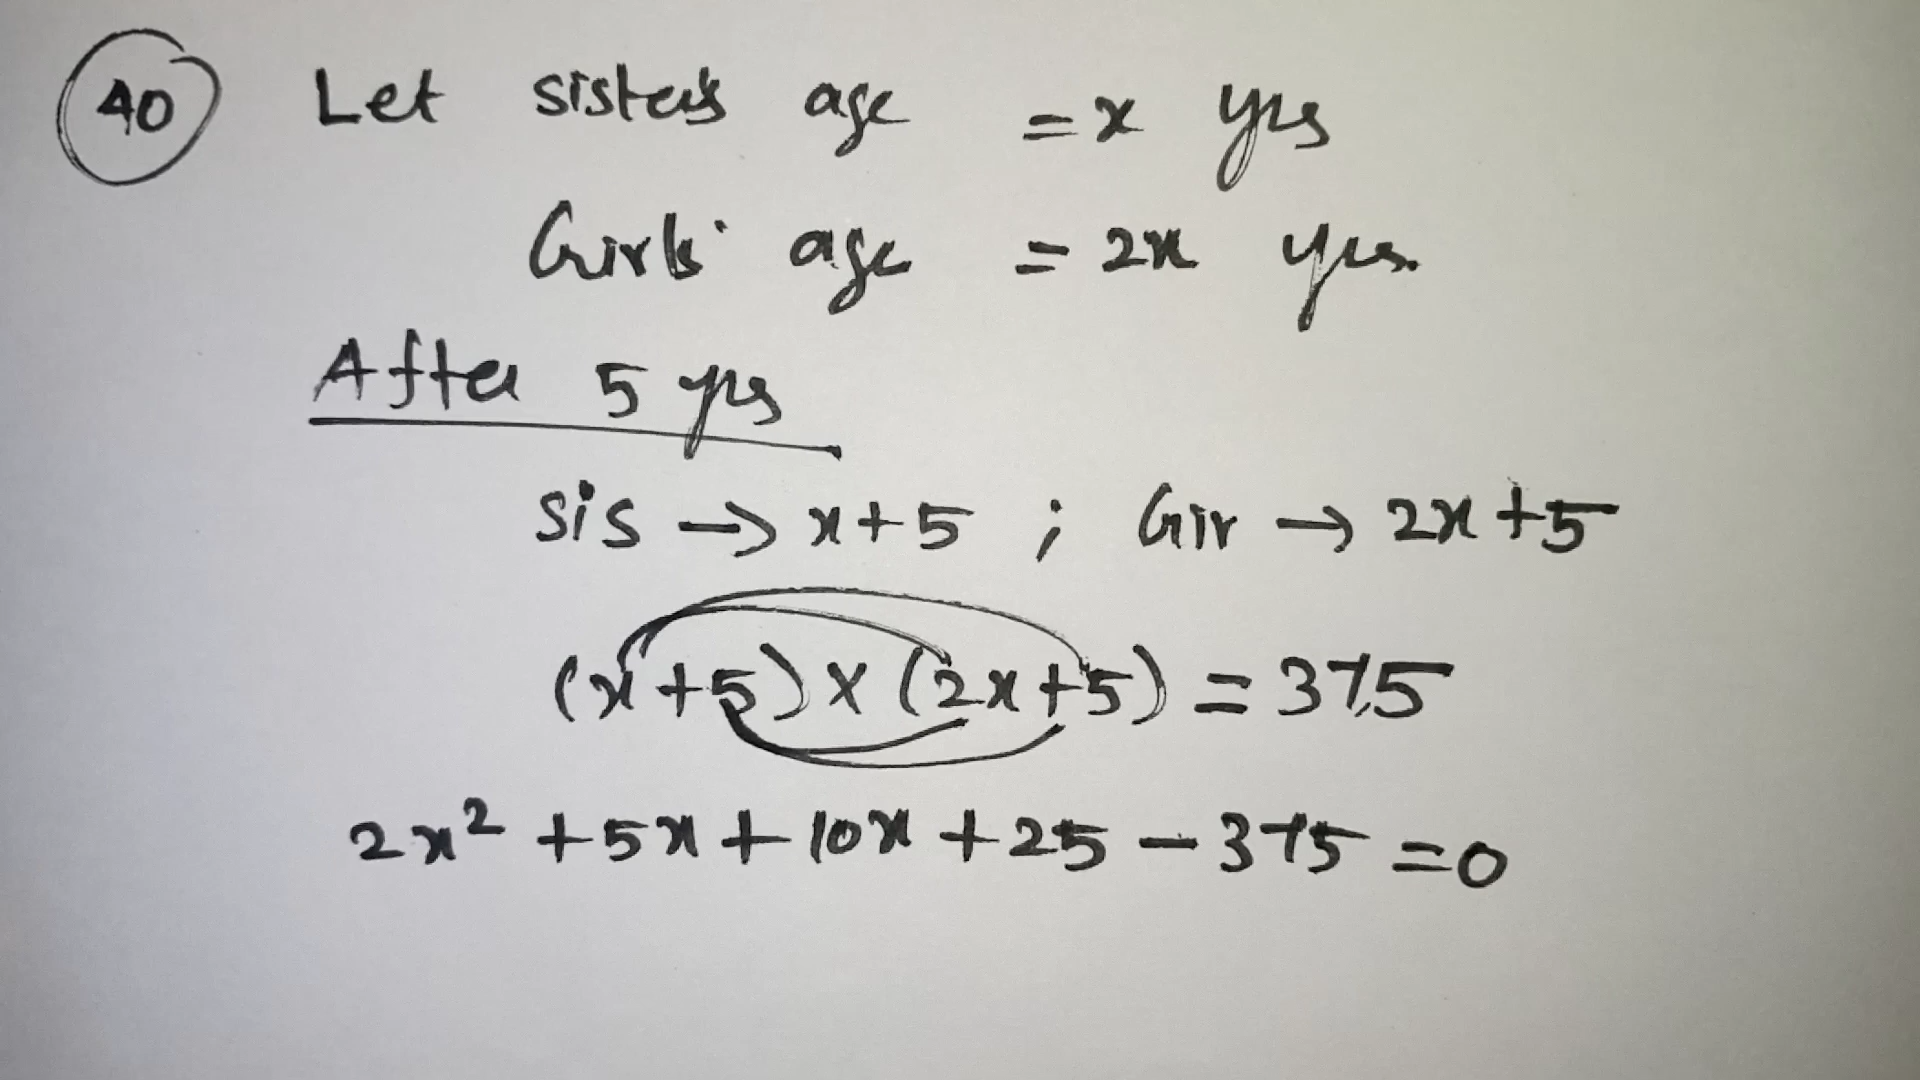 40 Let sister's age = x yrs
Girls' age = 2x yrs.
After 5 yrs
sis → x+5 ; Gir → 2x+5
(x+5) x (2x+5) = 375
2x² + 5x + 10x + 25 - 375 = 0